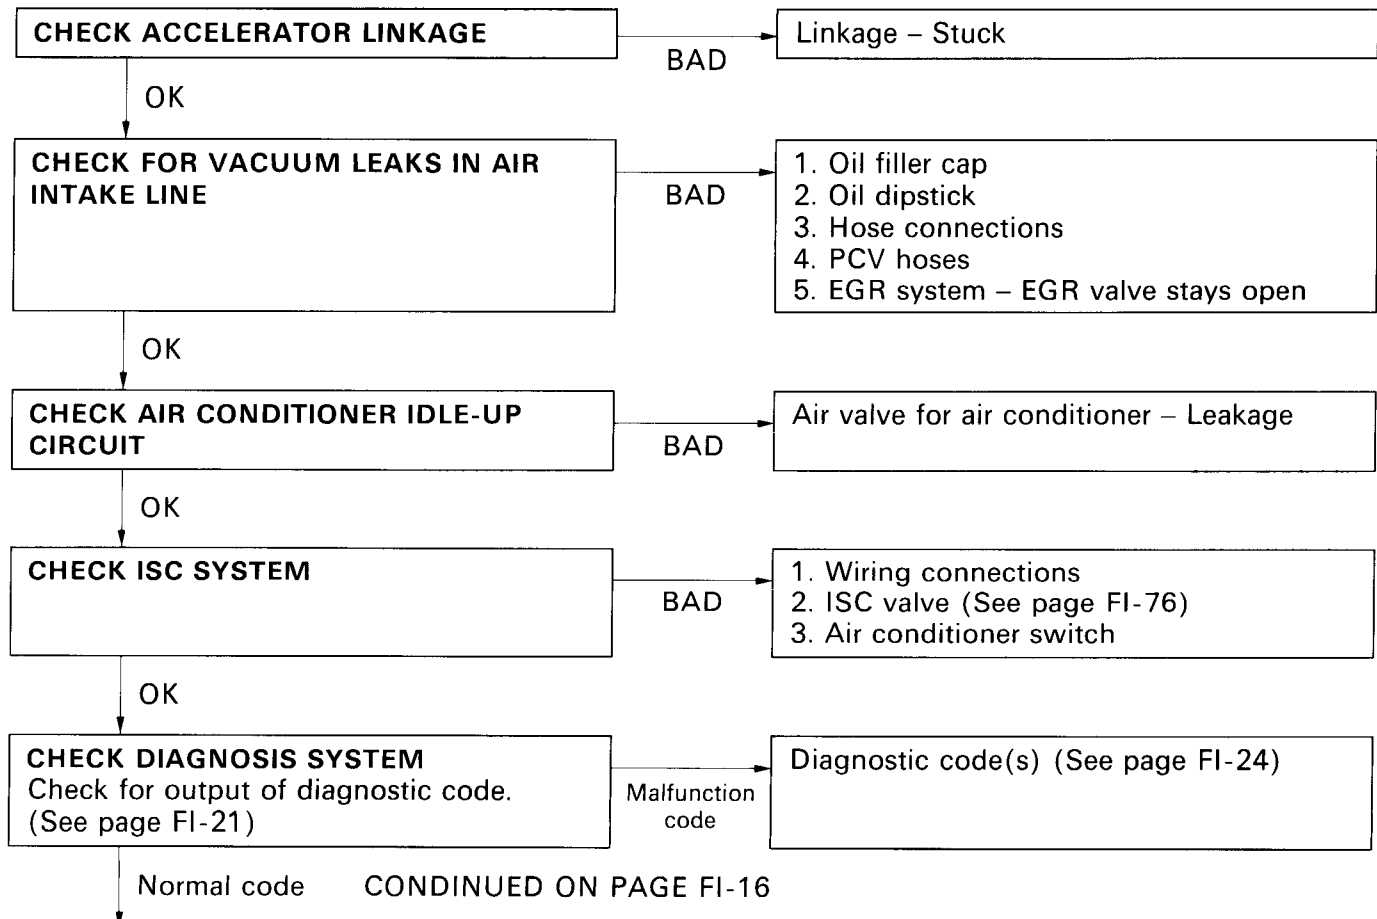 CHECK ACCELERATOR LINKAGE
BAD
Linkage – Stuck
OK
CHECK FOR VACUUM LEAKS IN AIR
INTAKE LINE
BAD
1. Oil filler cap
2. Oil dipstick
3. Hose connections
4. PCV hoses
5. EGR system – EGR valve stays open
OK
CHECK AIR CONDITIONER IDLE-UP
CIRCUIT
BAD
Air valve for air conditioner – Leakage
OK
CHECK ISC SYSTEM
BAD
1. Wiring connections
2. ISC valve (See page FI-76)
3. Air conditioner switch
OK
CHECK DIAGNOSIS SYSTEM
Check for output of diagnostic code.
(See page FI-21)
Malfunction
code
Diagnostic code(s) (See page FI-24)
Normal code CONDINUED ON PAGE FI-16